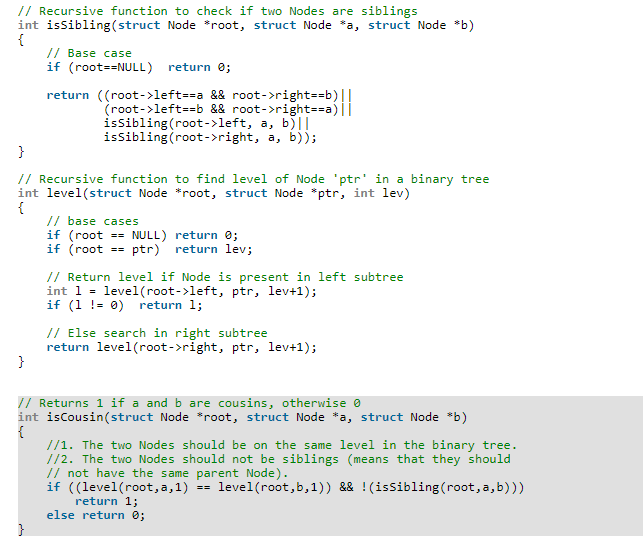 // Recursive function to check if two Nodes are siblings
int isSibling(struct Node *root, struct Node *a, struct Node *b)
{
    // Base case
    if (root==NULL)  return 0;

    return ((root->left==a && root->right==b)||
            (root->left==b && root->right==a)||
            isSibling(root->left, a, b)||
            isSibling(root->right, a, b));
}

// Recursive function to find level of Node 'ptr' in a binary tree
int level(struct Node *root, struct Node *ptr, int lev)
{
    // base cases
    if (root == NULL) return 0;
    if (root == ptr)  return lev;

    // Return level if Node is present in left subtree
    int l = level(root->left, ptr, lev+1);
    if (l != 0)  return l;

    // Else search in right subtree
    return level(root->right, ptr, lev+1);
}

// Returns 1 if a and b are cousins, otherwise 0
int isCousin(struct Node *root, struct Node *a, struct Node *b)
{
    //1. The two Nodes should be on the same level in the binary tree.
    //2. The two Nodes should not be siblings (means that they should
    // not have the same parent Node).
    if ((level(root,a,1) == level(root,b,1)) && !(isSibling(root,a,b)))
        return 1;
    else return 0;
}